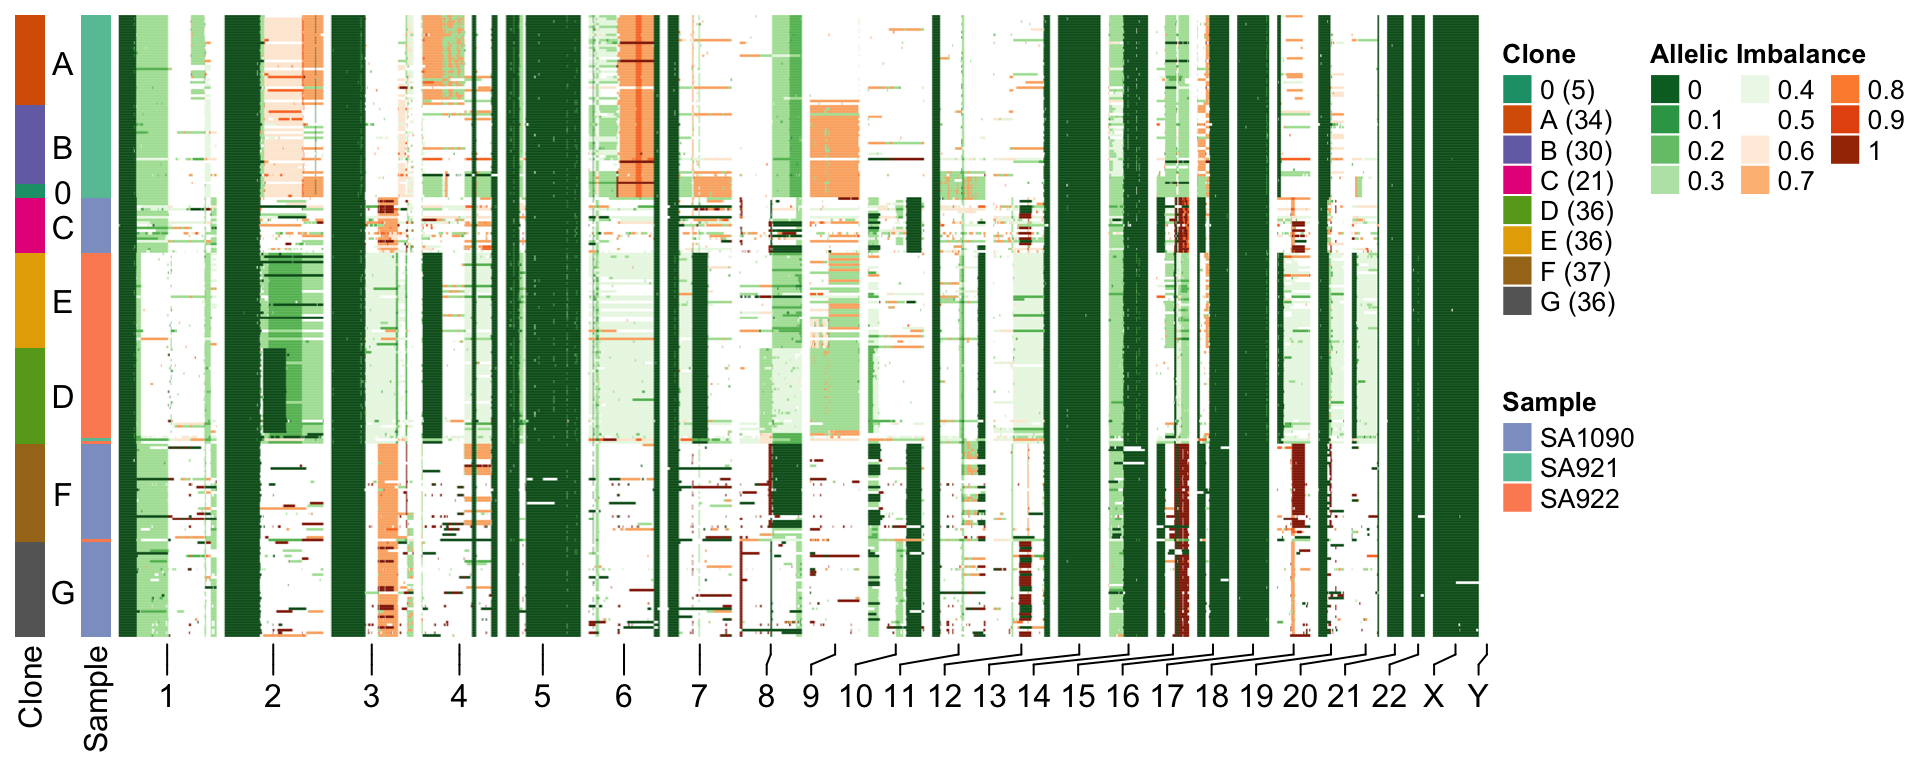 A
B
0
C
E
D
F
G
Clone
Sample
1 2 3 4 5 6 7 8 9 10 11 12 13 14 15 16 17 18 19 20 21 22 X Y
Clone
0 (5)
A (34)
B (30)
C (21)
D (36)
E (36)
F (37)
G (36)
Allelic Imbalance
0 0.4 0.8
0.1 0.5 0.9
0.2 0.6 1
0.3 0.7
Sample
SA1090
SA921
SA922